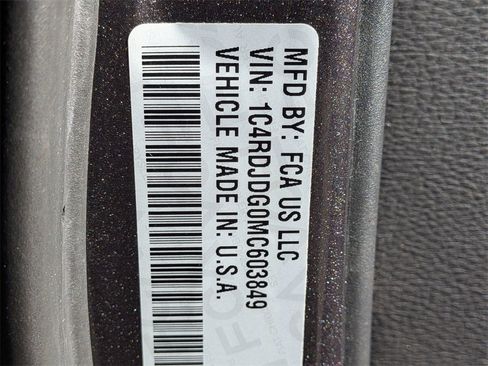 MFD BY: FCA US LLC
VIN: 1C4RDJDG0MC603849
VEHICLE MADE IN: U.S.A.